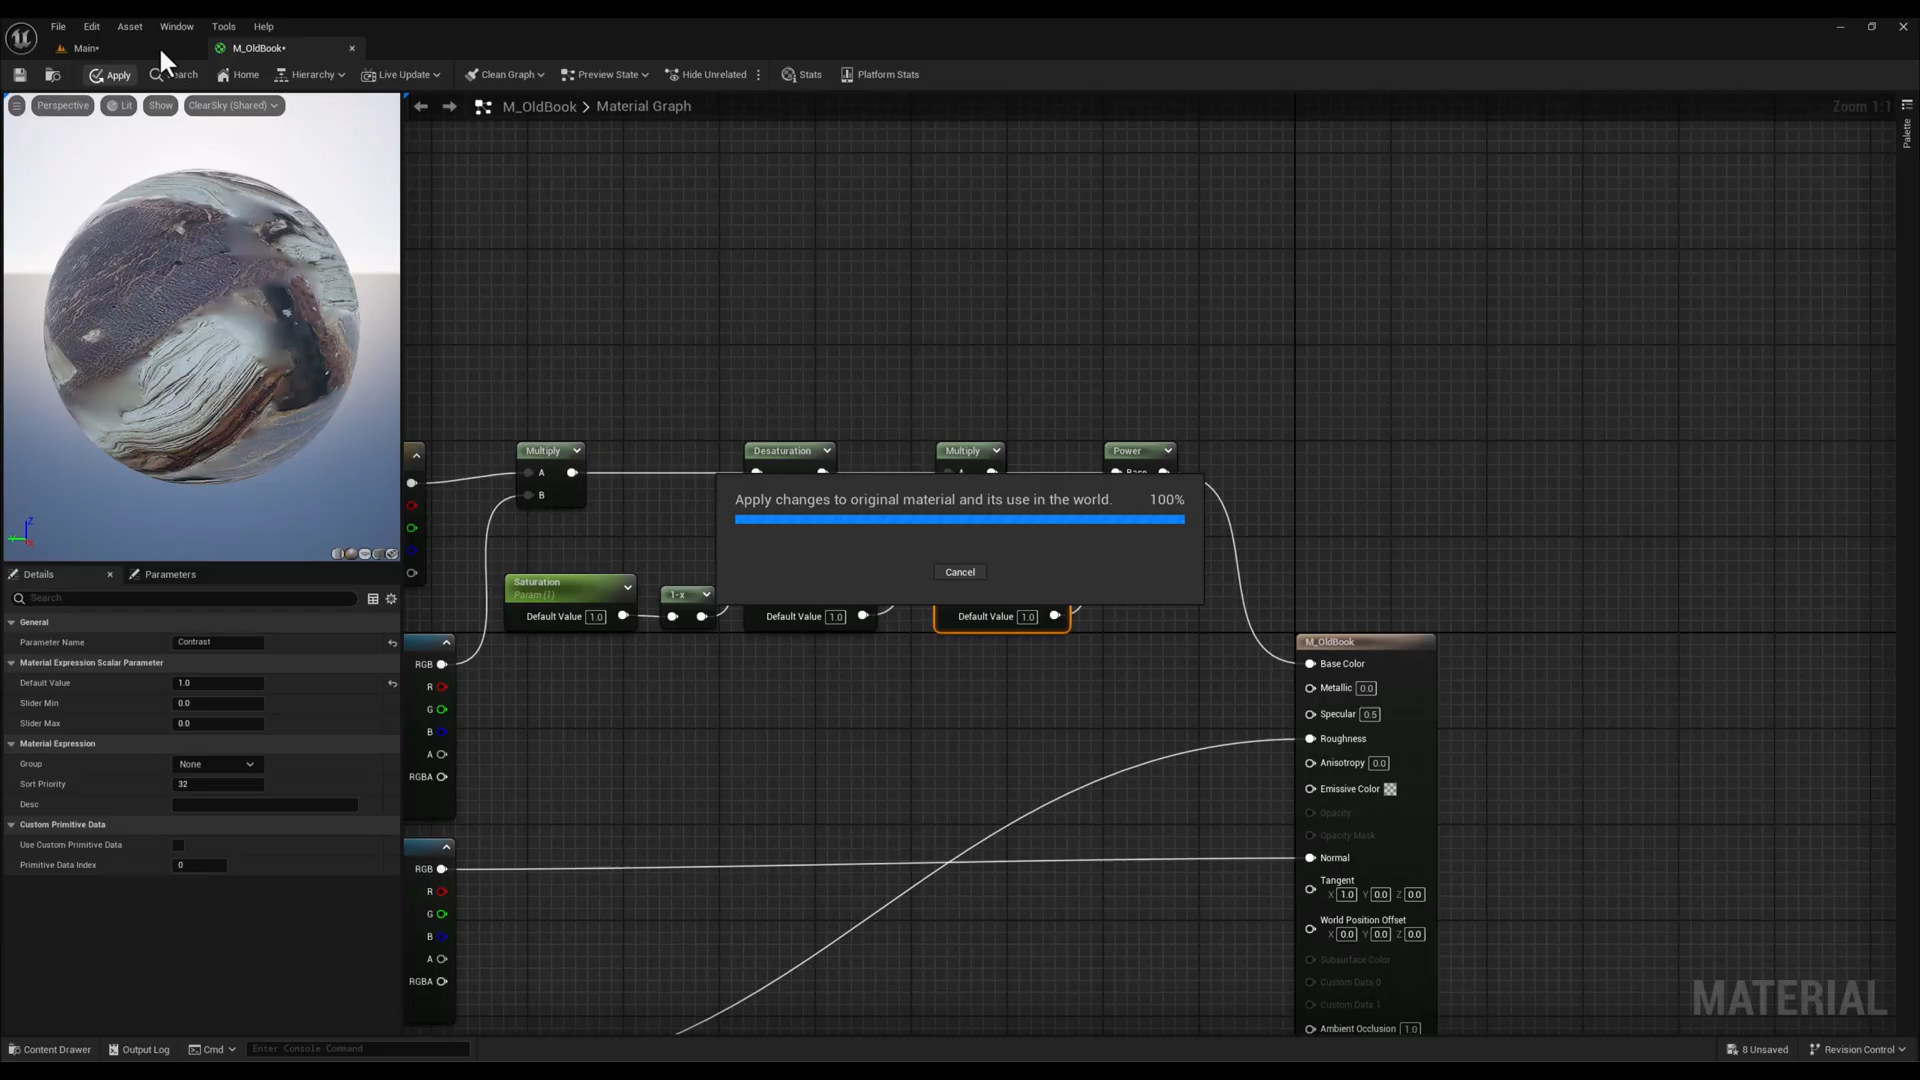 File Edit Asset Window Tools Help
Main*
M_OldBook*
Apply
Home
Hierarchy
Live Update
Clean Graph
Preview State
Hide Unrelated
Stats
Platform Stats
Perspective
Lit
Show
ClearSky (Shared)
M_OldBook > Material Graph
Zoom 1:1
Palette
Multiply
A
B
Desaturation
Multiply
Power
Apply changes to original material and its use in the world. 100%
Cancel
Saturation
Param (1)
Default Value 1.0
1-x
Default Value 1.0
Default Value 1.0
RGB
R
G
B
A
RGBA
RGB
R
G
B
A
RGBA
M_OldBook
Base Color
Metallic 0.0
Specular 0.5
Roughness
Anisotropy 0.0
Emissive Color
Opacity
Opacity Mask
Normal
Tangent
X 1.0 Y 0.0 Z 0.0
World Position Offset
X 0.0 Y 0.0 Z 0.0
Subsurface Color
Custom Data 0
Custom Data 1
Ambient Occlusion 1.0
MATERIAL
Details
Parameters
Search
General
Parameter Name Contrast
Material Expression Scalar Parameter
Default Value 1.0
Slider Min 0.0
Slider Max 0.0
Material Expression
Group None
Sort Priority 32
Desc
Custom Primitive Data
Use Custom Primitive Data
Primitive Data Index 0
Content Drawer
Output Log
Cmd
Enter Console Command
8 Unsaved
Revision Control